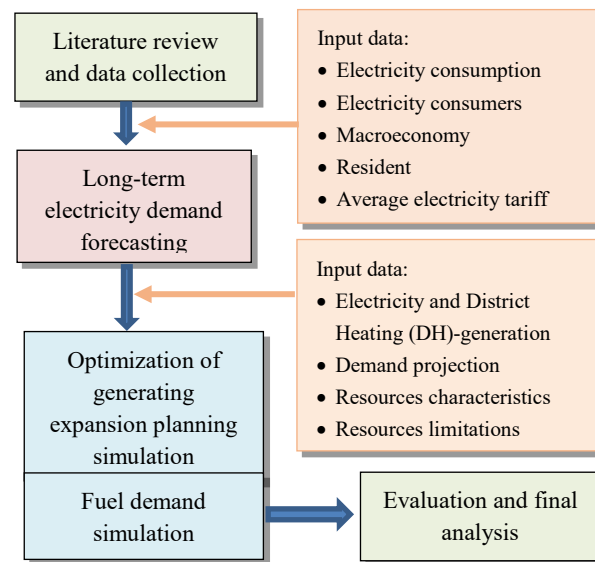 Literature review
and data collection
Input data:
• Electricity consumption
• Electricity consumers
• Macroeconomy
• Resident
• Average electricity tariff
Long-term
electricity demand
forecasting
Input data:
• Electricity and District
Heating (DH)-generation
• Demand projection
• Resources characteristics
• Resources limitations
Optimization of
generating
expansion planning
simulation
Fuel demand
simulation
Evaluation and final
analysis